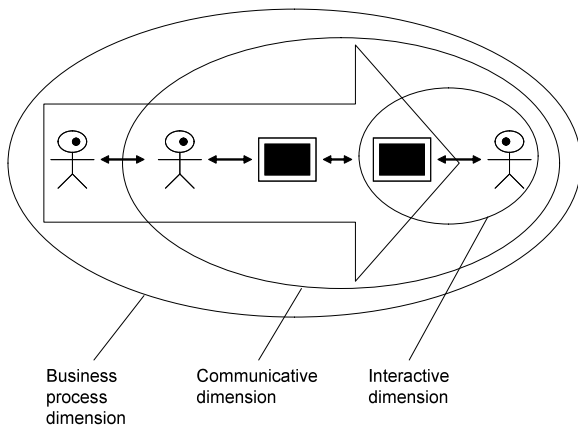 Business
process
dimension
Communicative
dimension
Interactive
dimension